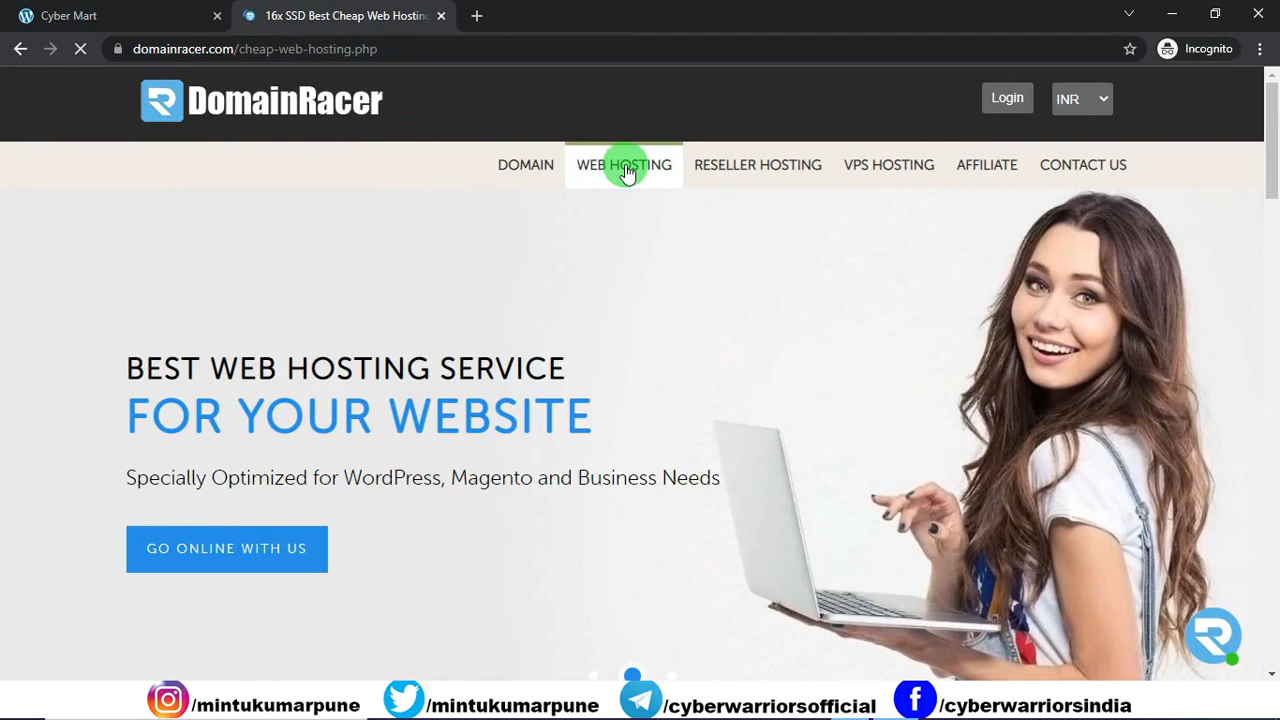 Cyber Mart
16x SSD Best Cheap Web Hosting
domainracer.com/cheap-web-hosting.php
Incognito
DomainRacer
Login
INR
DOMAIN
WEB HOSTING
RESELLER HOSTING
VPS HOSTING
AFFILIATE
CONTACT US
BEST WEB HOSTING SERVICE
FOR YOUR WEBSITE
Specially Optimized for WordPress, Magento and Business Needs
GO ONLINE WITH US
/mintukumarpune
/mintukumarpune
/cyberwarriorsofficial
/cyberwarriorsindia